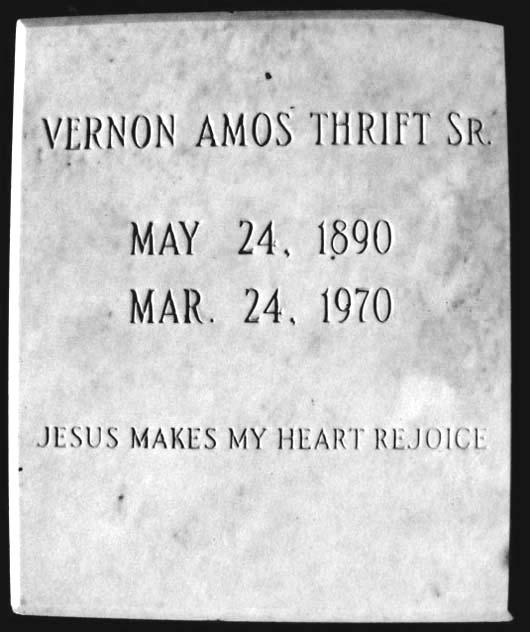 VERNON AMOS THRIFT SR.
MAY 24, 1890
MAR. 24, 1970
JESUS MAKES MY HEART REJOICE